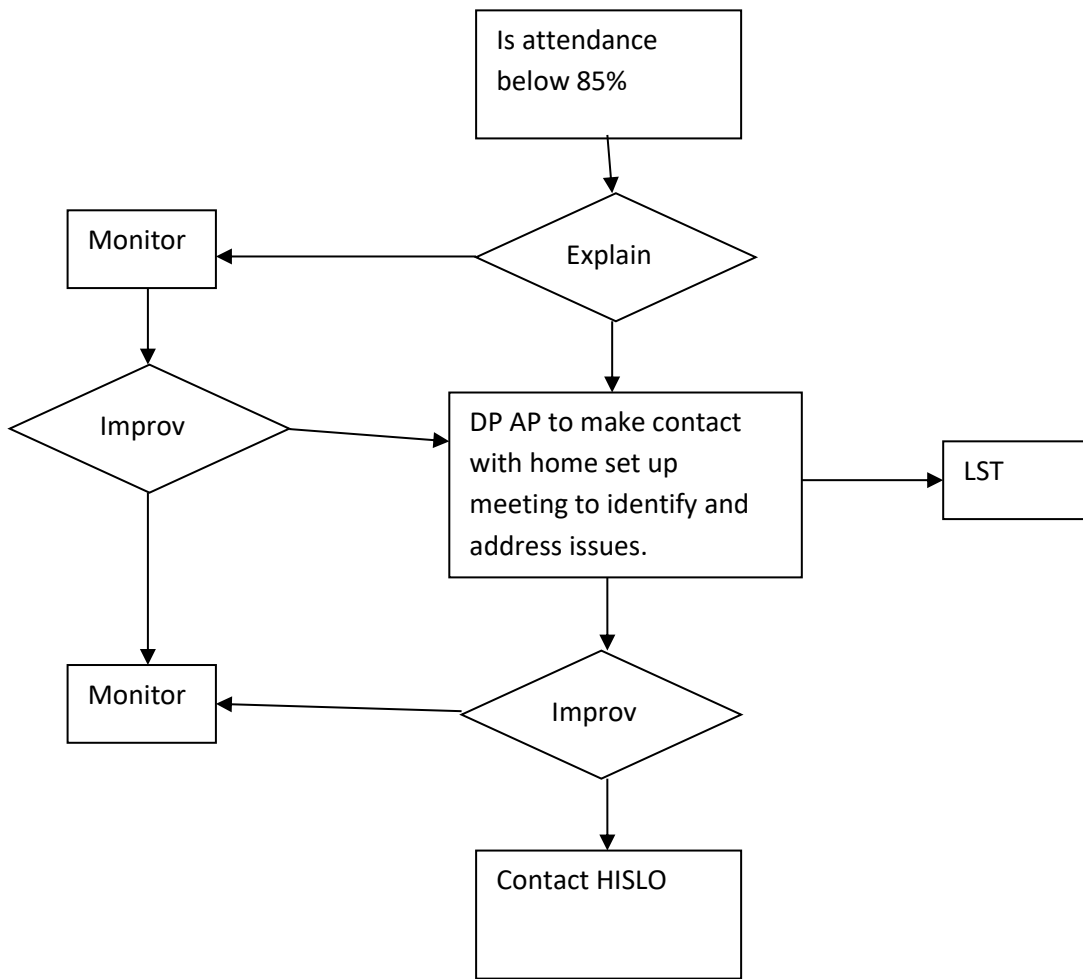 Is attendance
below 85%
Monitor
Explain
Improv
DP AP to make contact
with home set up
meeting to identify and
address issues.
LST
Monitor
Improv
Contact HISLO